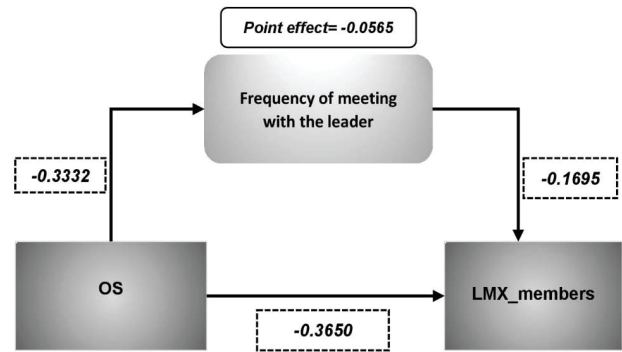 Point effect= -0.0565
Frequency of meeting
with the leader
-0.3332
-0.1695
OS
LMX_members
-0.3650